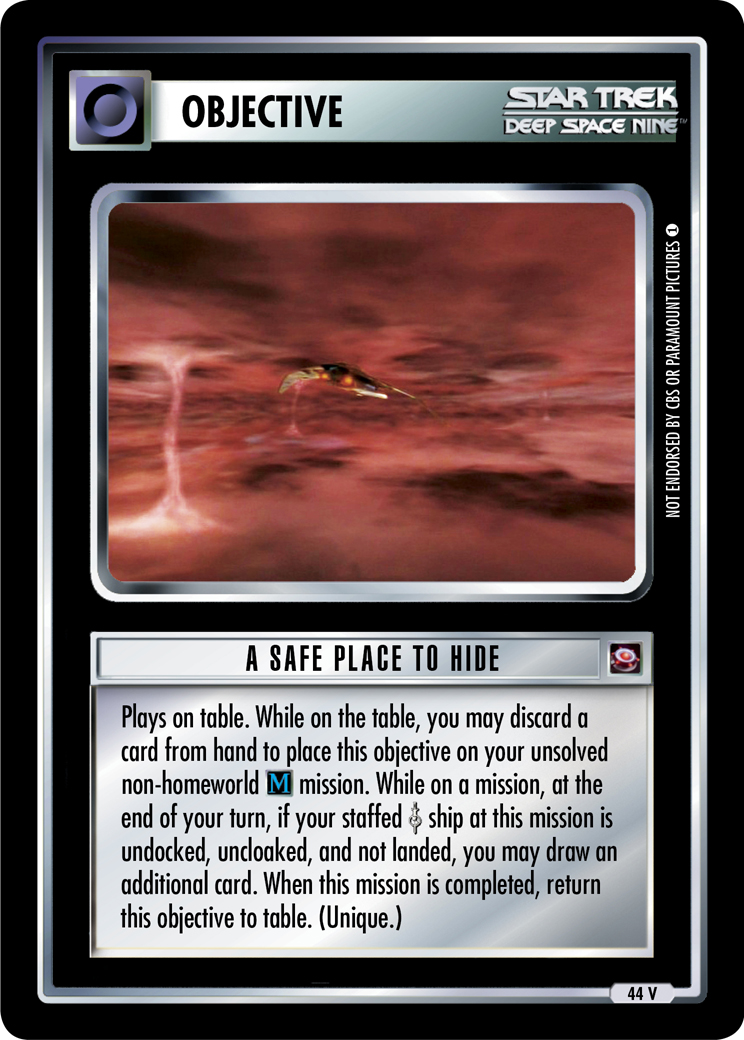 OBJECTIVE
STAR TREK
DEEP SPACE NINE™
NOT ENDORSED BY CBS OR PARAMOUNT PICTURES 1
A SAFE PLACE TO HIDE
Plays on table. While on the table, you may discard a
card from hand to place this objective on your unsolved
non-homeworld M mission. While on a mission, at the
end of your turn, if your staffed ship at this mission is
undocked, uncloaked, and not landed, you may draw an
additional card. When this mission is completed, return
this objective to table. (Unique.)
44 V